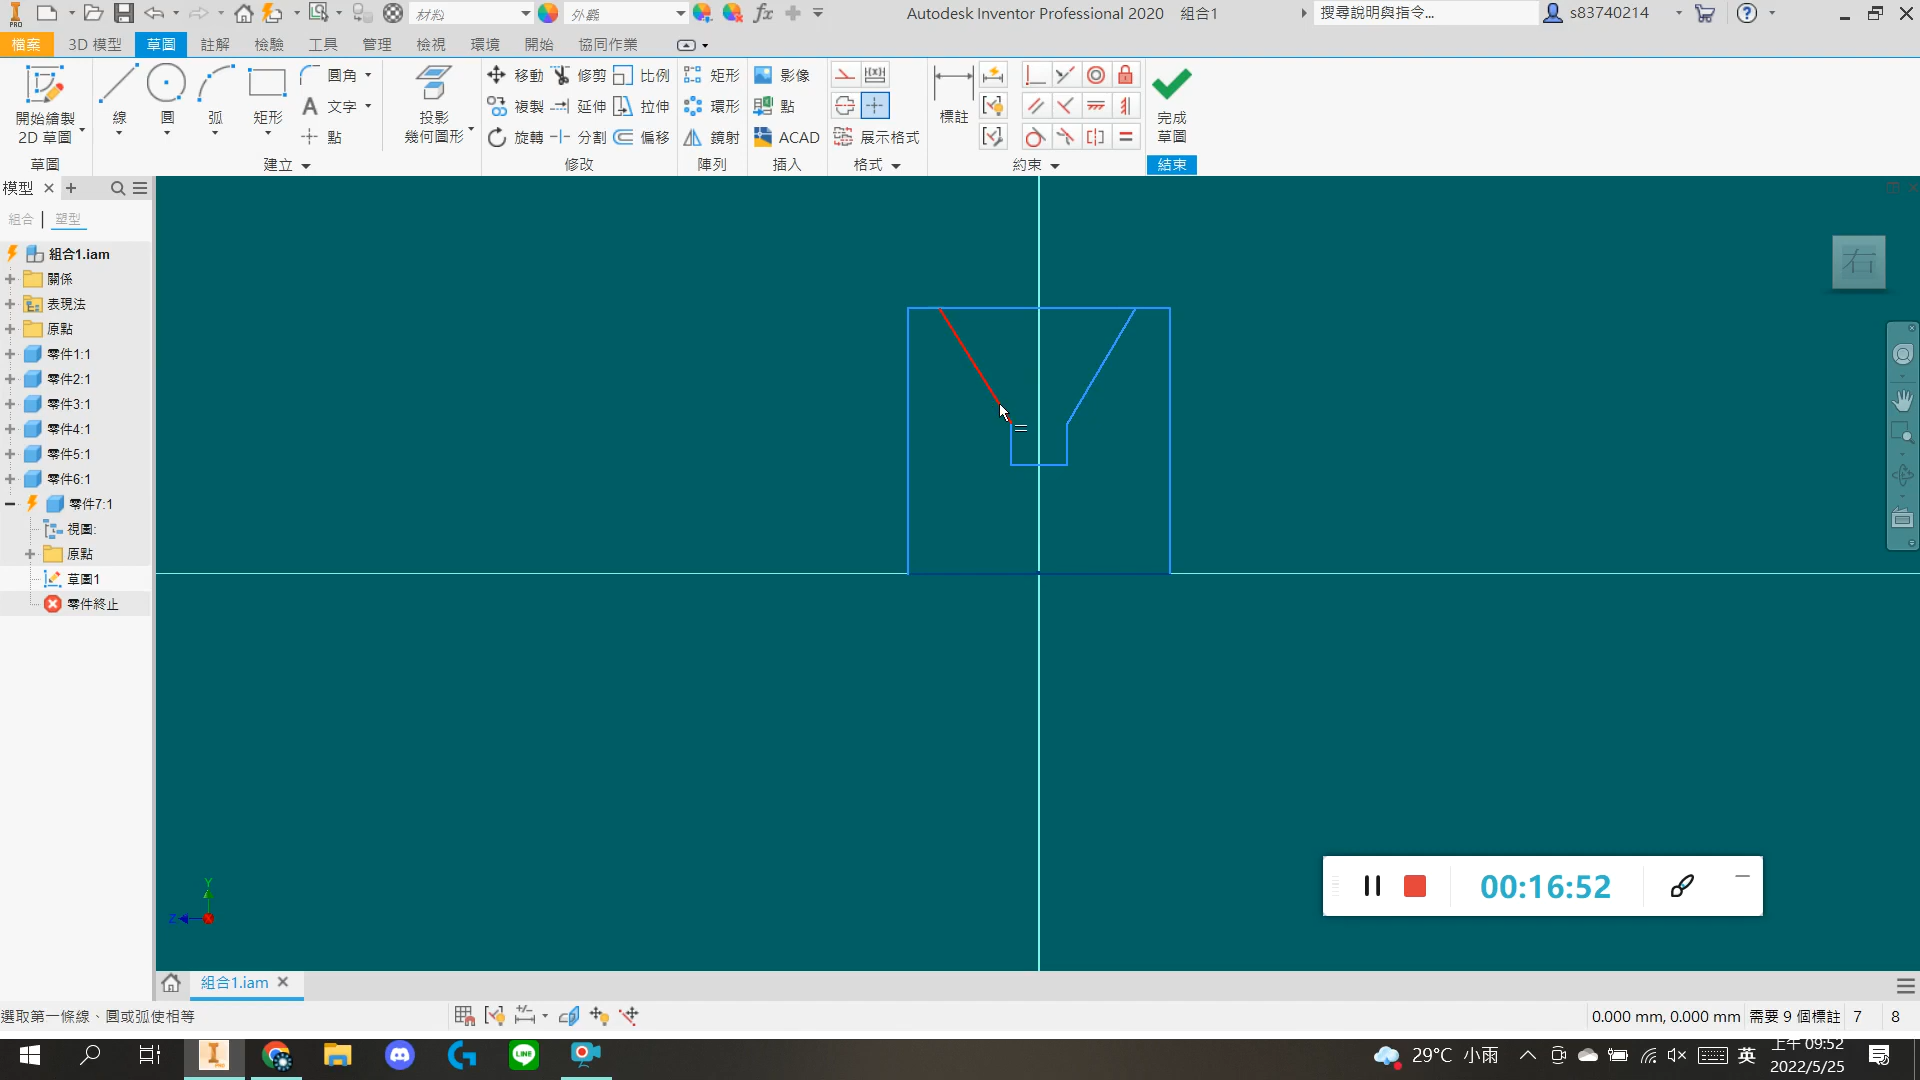 PRO
材料
外觀
fx
Autodesk Inventor Professional 2020 組合1
搜尋說明與指令...
s83740214
檔案 3D 模型 草圖 註解 檢驗 工具 管理 檢視 環境 開始 協同作業
開始繪製
2D 草圖
線 圓 弧 矩形
圓角
A 文字
點
投影
幾何圖形
移動 修剪 比例
複製 延伸 拉伸
旋轉 分割 偏移
矩形
環形
鏡射
影像
點
ACAD
展示格式
標註
完成
草圖
草圖 建立 修改 陣列 插入 格式 約束 結束
模型
組合 塑型
組合1.iam
關係
表現法
原點
零件1:1
零件2:1
零件3:1
零件4:1
零件5:1
零件6:1
零件7:1
視圖:
原點
草圖1
零件終止
右
Y
Z
00:16:52
組合1.iam
選取第一條線、圓或弧使相等
0.000 mm, 0.000 mm 需要 9 個標註 7 8
LINE
29°C 小雨 英
上午 09:52
2022/5/25